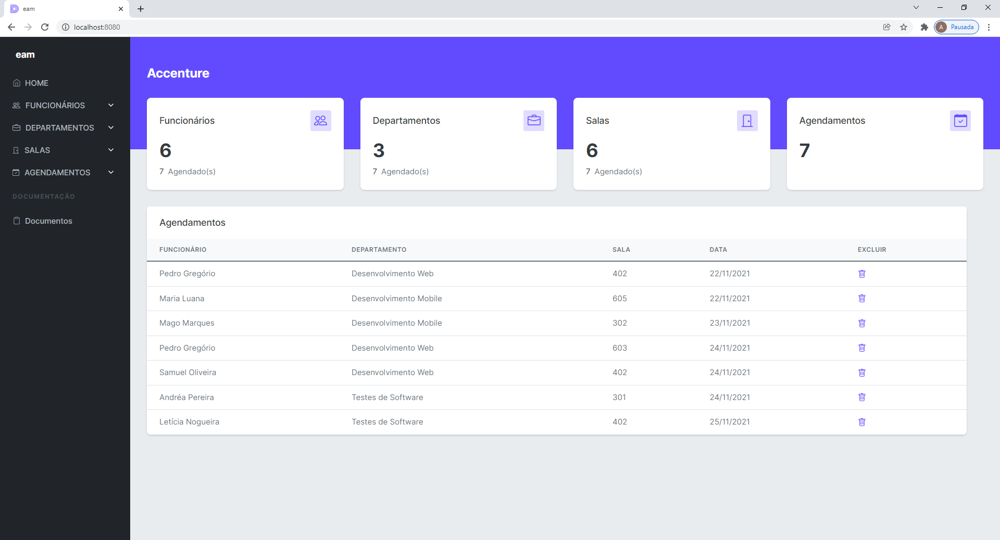 eam
localhost:8080
A Pausada
eam
HOME
FUNCIONÁRIOS
DEPARTAMENTOS
SALAS
AGENDAMENTOS
DOCUMENTAÇÃO
Documentos
Accenture
Funcionários
6
7 Agendado(s)
Departamentos
3
7 Agendado(s)
Salas
6
7 Agendado(s)
Agendamentos
7
Agendamentos
FUNCIONÁRIO DEPARTAMENTO SALA DATA EXCLUIR
Pedro Gregório Desenvolvimento Web 402 22/11/2021
Maria Luana Desenvolvimento Mobile 605 22/11/2021
Mago Marques Desenvolvimento Mobile 302 23/11/2021
Pedro Gregório Desenvolvimento Web 603 24/11/2021
Samuel Oliveira Desenvolvimento Web 402 24/11/2021
Andréa Pereira Testes de Software 301 24/11/2021
Letícia Nogueira Testes de Software 402 25/11/2021